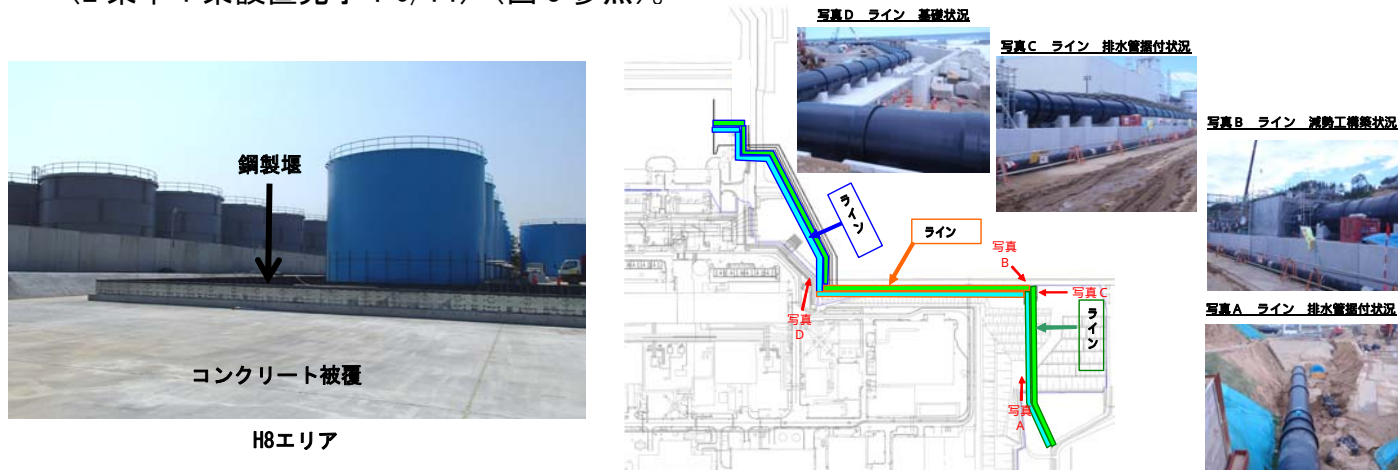 写真D ライン 基礎状況
写真C ライン 排水管据付状況
写真B ライン 減勢工構築状況
鋼製堰
ライン
ライン
写真
B
写真C
写真
D
ライン
写真A ライン 排水管据付状況
コンクリート被覆
写真
A
H8エリア